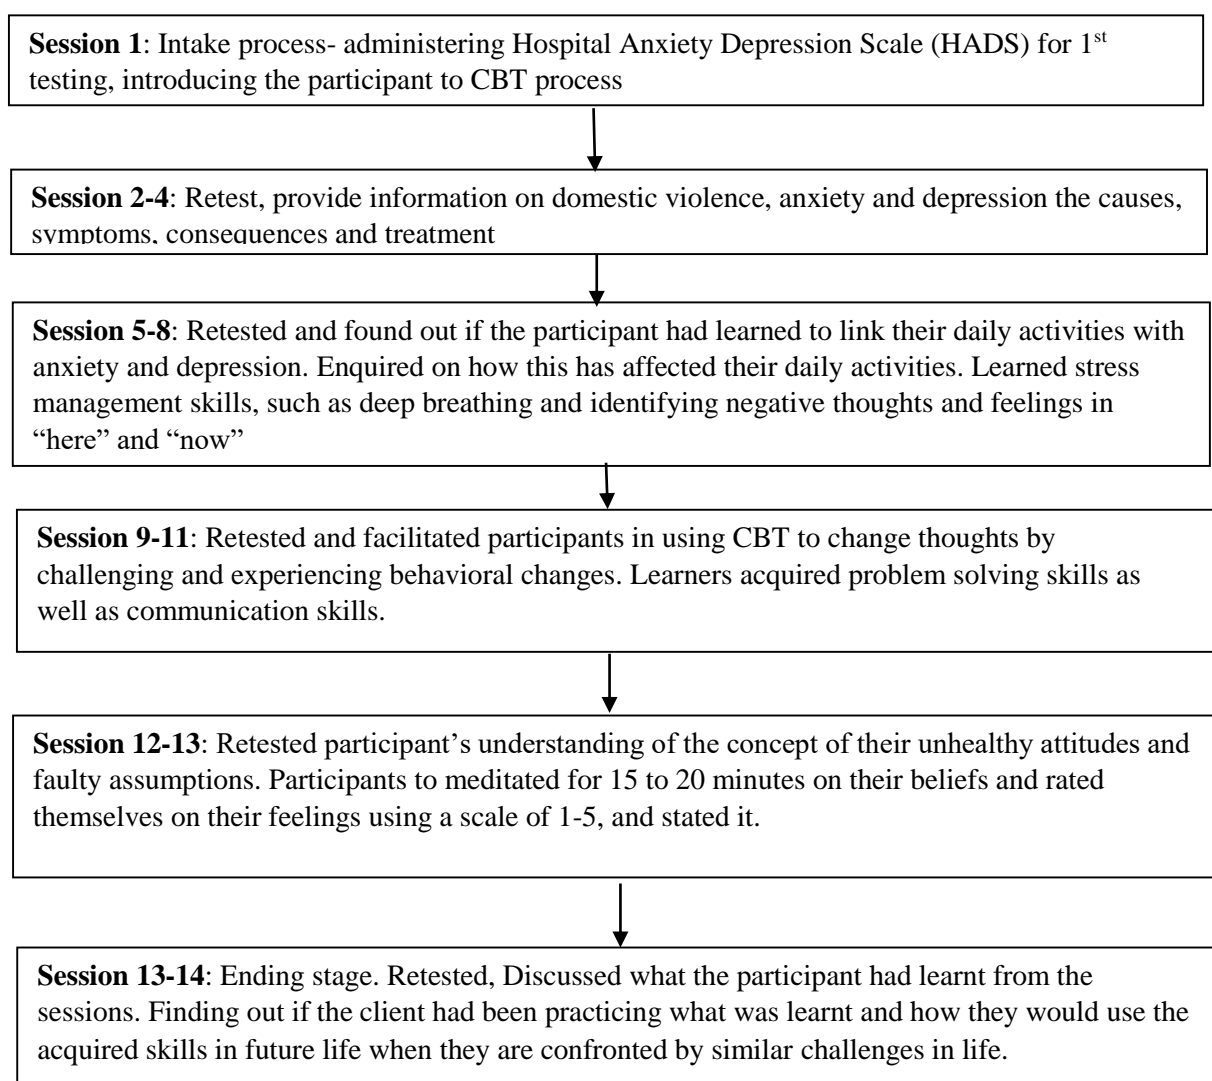 Session 1: Intake process- administering Hospital Anxiety Depression Scale (HADS) for 1st
testing, introducing the participant to CBT process
Session 2-4: Retest, provide information on domestic violence, anxiety and depression the causes,
symptoms, consequences and treatment
Session 5-8: Retested and found out if the participant had learned to link their daily activities with
anxiety and depression. Enquired on how this has affected their daily activities. Learned stress
management skills, such as deep breathing and identifying negative thoughts and feelings in
“here” and “now”
Session 9-11: Retested and facilitated participants in using CBT to change thoughts by
challenging and experiencing behavioral changes. Learners acquired problem solving skills as
well as communication skills.
Session 12-13: Retested participant’s understanding of the concept of their unhealthy attitudes and
faulty assumptions. Participants to meditated for 15 to 20 minutes on their beliefs and rated
themselves on their feelings using a scale of 1-5, and stated it.
Session 13-14: Ending stage. Retested, Discussed what the participant had learnt from the
sessions. Finding out if the client had been practicing what was learnt and how they would use the
acquired skills in future life when they are confronted by similar challenges in life.